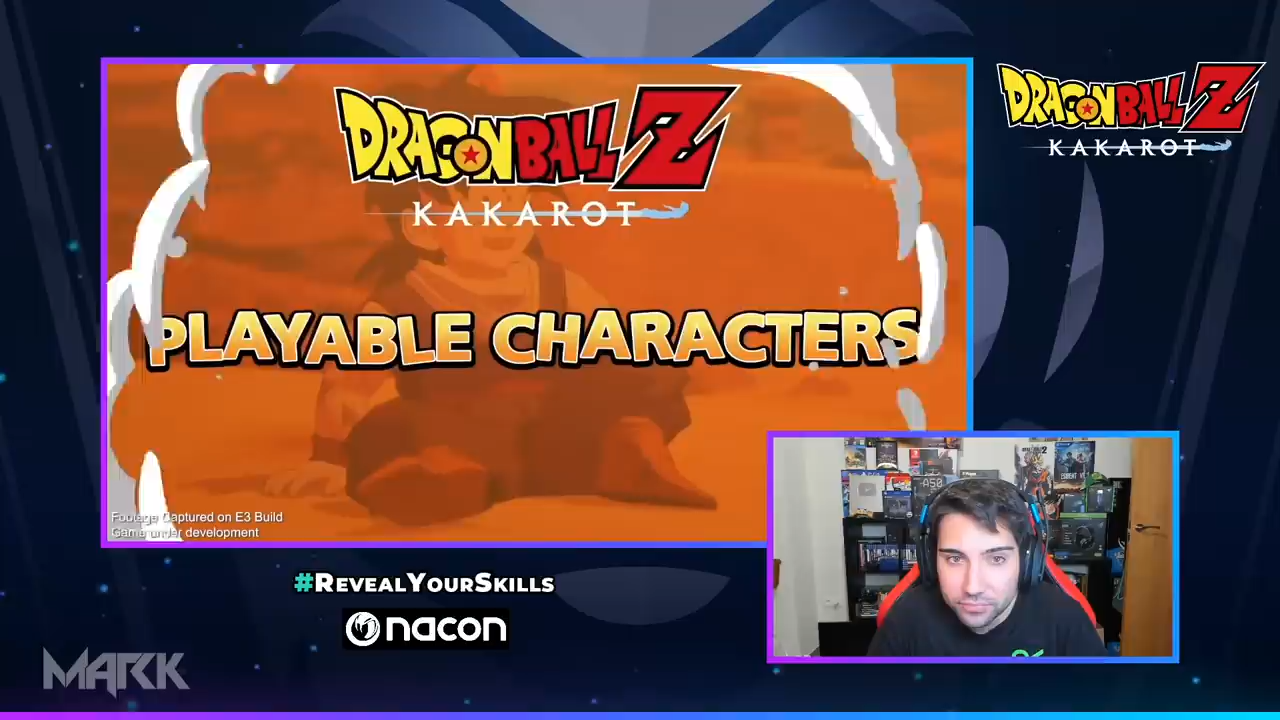 DRAGON BALL Z
KAKAROT
PLAYABLE CHARACTERS
Footage Captured on E3 Build
Game under development
DRAGON BALL Z
KAKAROT
#REVEALYOURSKILLS
nacon
MARK
A50